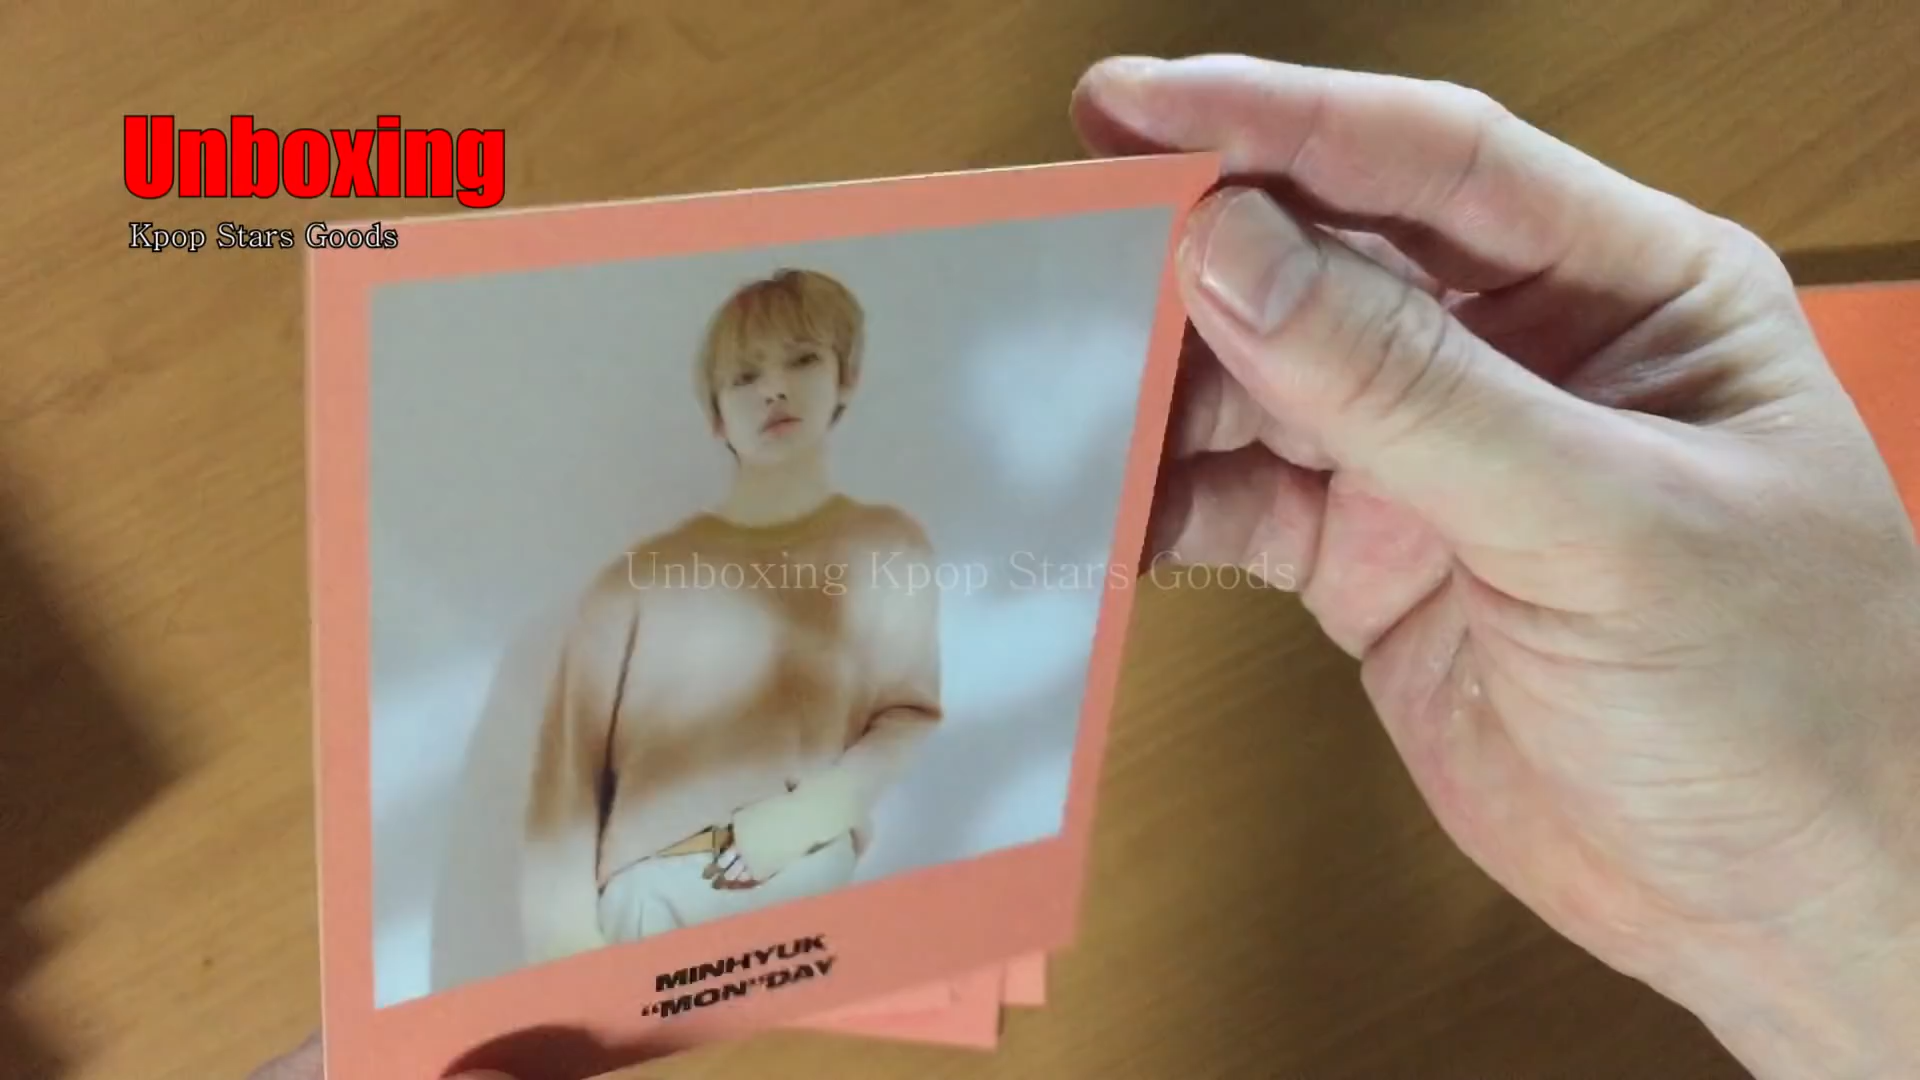 Unboxing
Kpop Stars Goods
Unboxing Kpop Stars Goods
MINHYUK
“MON”DAY